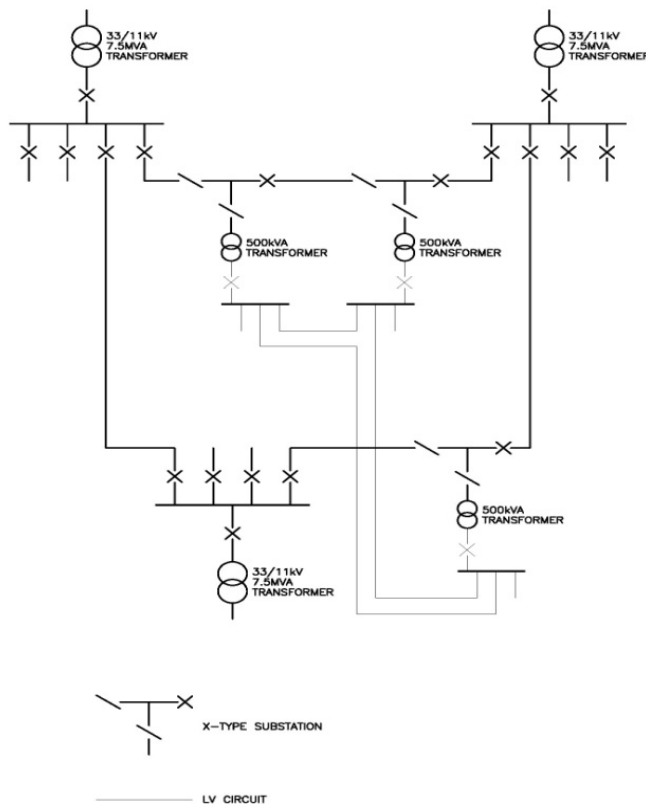 33/11kV
7.5MVA
TRANSFORMER
33/11kV
7.5MVA
TRANSFORMER
500kVA
TRANSFORMER
500kVA
TRANSFORMER
500kVA
TRANSFORMER
33/11kV
7.5MVA
TRANSFORMER
X-TYPE SUBSTATION
LV CIRCUIT